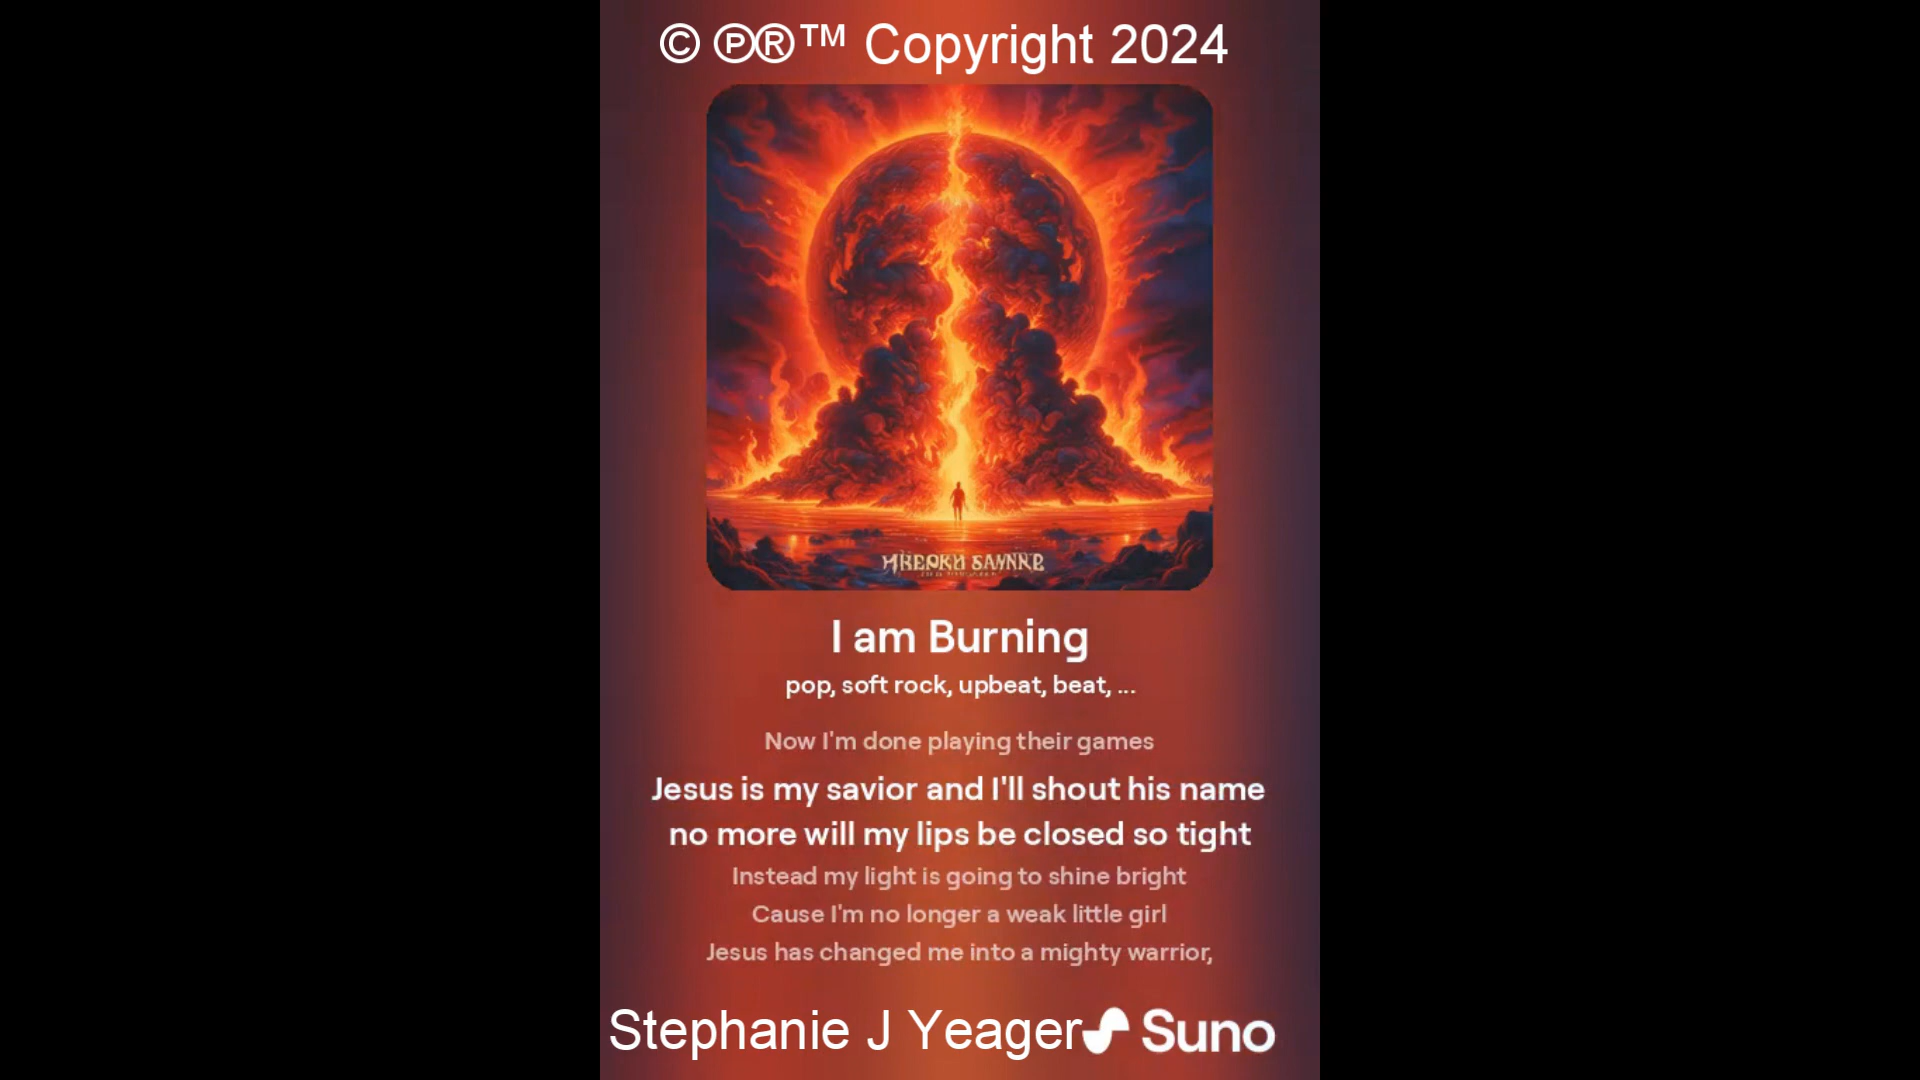 © ℗®™ Copyright 2024
I am Burning
pop, soft rock, upbeat, beat, ...
Now I'm done playing their games
Jesus is my savior and I'll shout his name
no more will my lips be closed so tight
Instead my light is going to shine bright
Cause I'm no longer a weak little girl
Jesus has changed me into a mighty warrior,
Stephanie J Yeager Suno